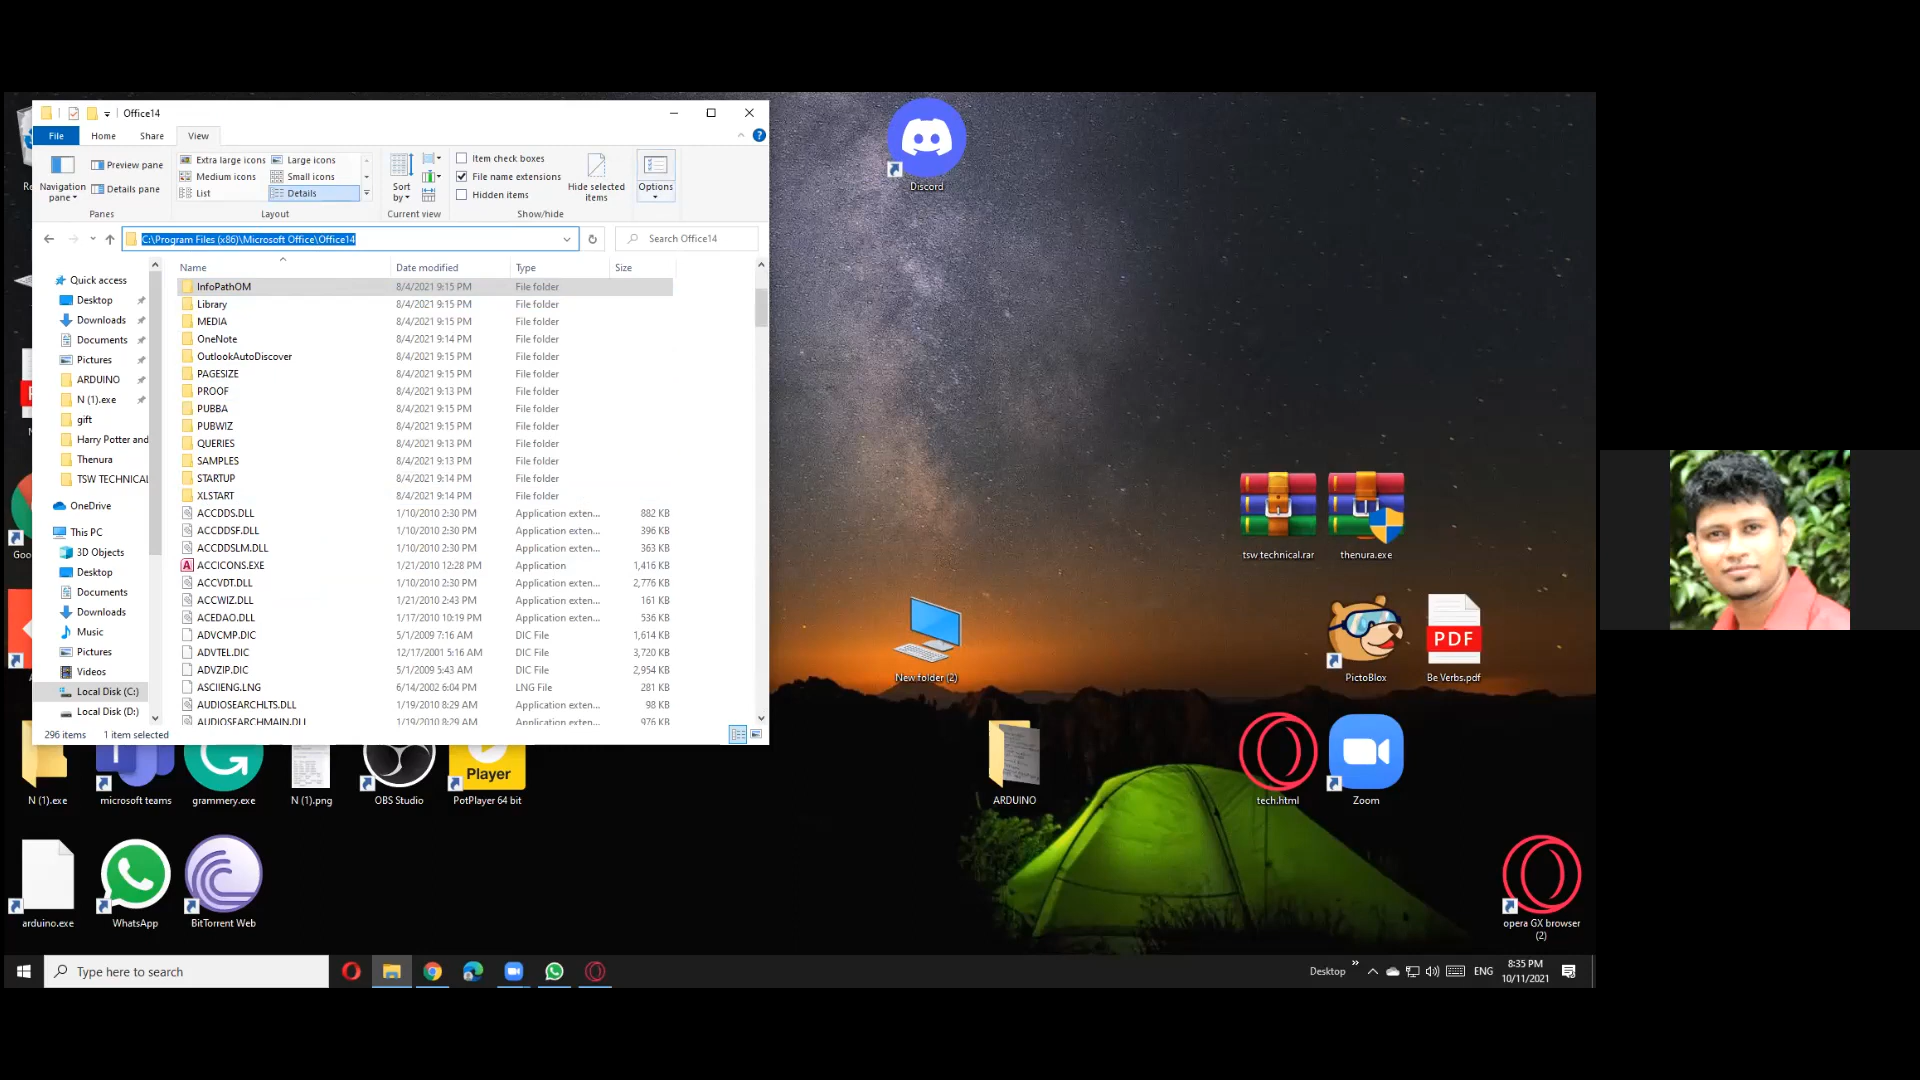 Office14
File Home Share View
Navigation pane
Preview pane
Details pane
Panes
Extra large icons Large icons
Medium icons Small icons
List Details
Layout
Sort by
Current view
Item check boxes
File name extensions
Hidden items
Hide selected items
Show/hide
Options
C:\Program Files (x86)\Microsoft Office\Office14
Search Office14
Quick access
Desktop
Downloads
Documents
Pictures
ARDUINO
N (1).exe
gift
Harry Potter and
Thenura
TSW TECHNICAL
OneDrive
This PC
3D Objects
Desktop
Documents
Downloads
Music
Pictures
Videos
Local Disk (C:)
Local Disk (D:)
Name Date modified Type Size
InfoPathOM 8/4/2021 9:15 PM File folder
Library 8/4/2021 9:15 PM File folder
MEDIA 8/4/2021 9:15 PM File folder
OneNote 8/4/2021 9:14 PM File folder
OutlookAutoDiscover 8/4/2021 9:15 PM File folder
PAGESIZE 8/4/2021 9:15 PM File folder
PROOF 8/4/2021 9:13 PM File folder
PUBBA 8/4/2021 9:15 PM File folder
PUBWIZ 8/4/2021 9:15 PM File folder
QUERIES 8/4/2021 9:13 PM File folder
SAMPLES 8/4/2021 9:13 PM File folder
STARTUP 8/4/2021 9:14 PM File folder
XLSTART 8/4/2021 9:14 PM File folder
ACCDDS.DLL 1/10/2010 2:30 PM Application exten... 882 KB
ACCDDSF.DLL 1/10/2010 2:30 PM Application exten... 396 KB
ACCDDSLM.DLL 1/10/2010 2:30 PM Application exten... 363 KB
ACCICONS.EXE 1/21/2010 12:28 PM Application 1,416 KB
ACCVDT.DLL 1/10/2010 2:30 PM Application exten... 2,776 KB
ACCWIZ.DLL 1/21/2010 2:43 PM Application exten... 161 KB
ACEDAO.DLL 1/17/2010 10:19 PM Application exten... 536 KB
ADVCMP.DIC 5/1/2009 7:16 AM DIC File 1,614 KB
ADVTEL.DIC 12/17/2001 5:16 AM DIC File 3,720 KB
ADVZIP.DIC 5/1/2009 5:43 AM DIC File 2,954 KB
ASCIIENG.LNG 6/14/2002 6:04 PM LNG File 281 KB
AUDIOSEARCHLTS.DLL 1/19/2010 8:29 AM Application exten... 98 KB
AUDIOSEARCHMAIN.DLL 1/19/2010 8:29 AM Application exten... 976 KB
296 items 1 item selected
Discord
tsw technical.rar
thenura.exe
New folder (2)
PictoBlox
PDF
Be Verbs.pdf
ARDUINO
tech.html
Zoom
N (1).exe
microsoft teams
grammery.exe
N (1).png
OBS Studio
Player
PotPlayer 64 bit
arduino.exe
WhatsApp
BitTorrent Web
opera GX browser
(2)
Type here to search
Desktop
ENG
8:35 PM
10/11/2021